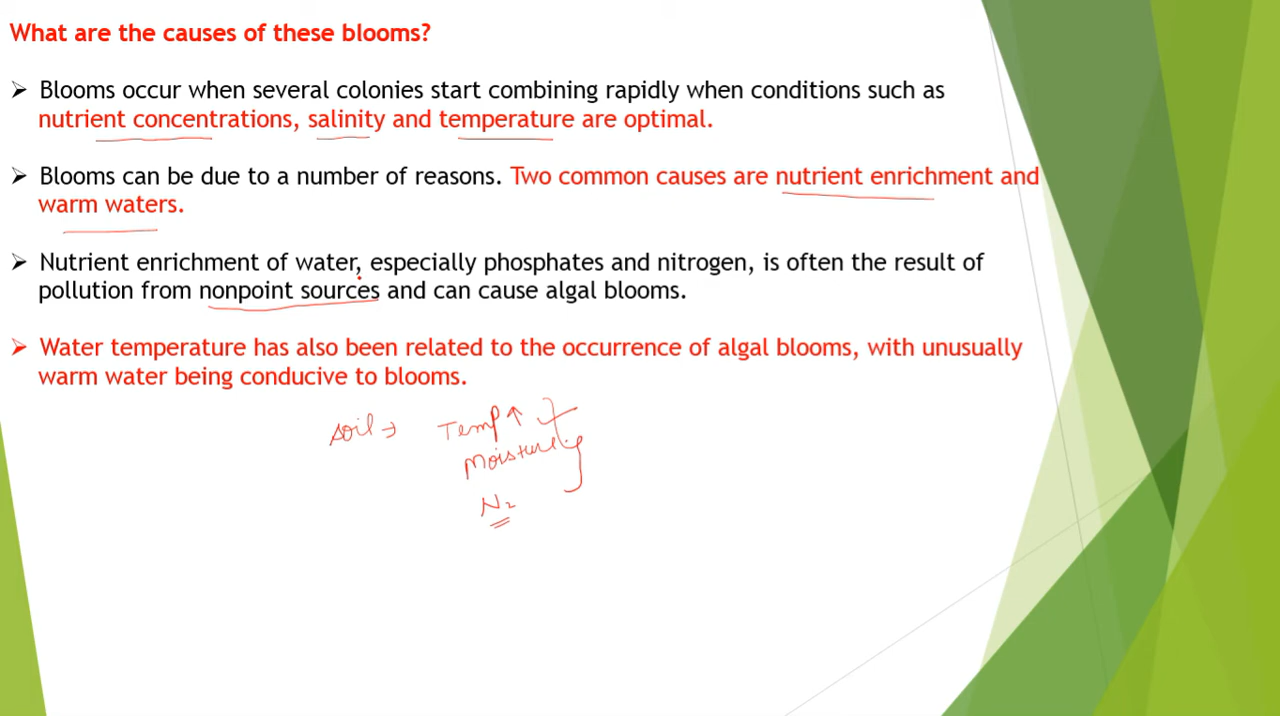 What are the causes of these blooms?
➤ Blooms occur when several colonies start combining rapidly when conditions such as
nutrient concentrations, salinity and temperature are optimal.
➤ Blooms can be due to a number of reasons. Two common causes are nutrient enrichment and
warm waters.
➤ Nutrient enrichment of water, especially phosphates and nitrogen, is often the result of
pollution from nonpoint sources and can cause algal blooms.
➤ Water temperature has also been related to the occurrence of algal blooms, with unusually
warm water being conducive to blooms.
soil → Temp ↑
Moisture
N₂